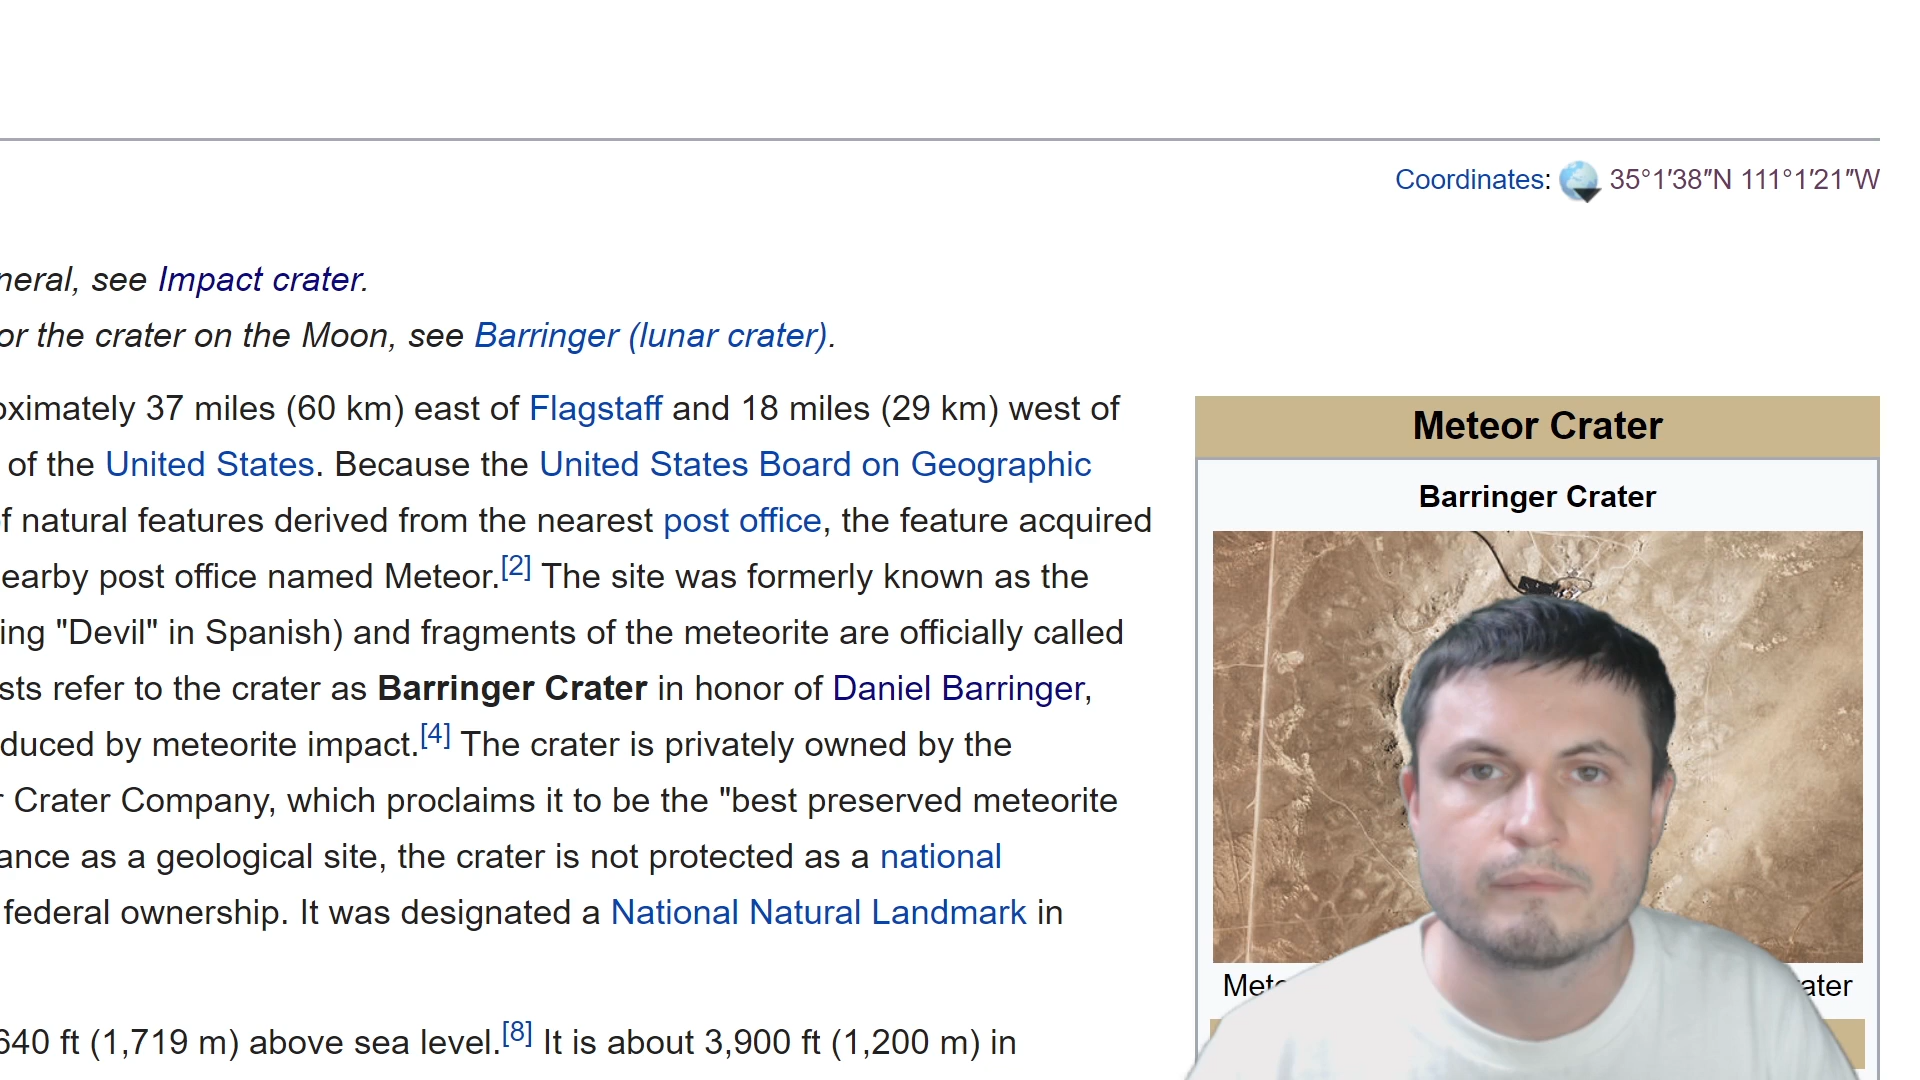 Coordinates: 35°1′38″N 111°1′21″W
neral, see Impact crater.
or the crater on the Moon, see Barringer (lunar crater).
oximately 37 miles (60 km) east of Flagstaff and 18 miles (29 km) west of
of the United States. Because the United States Board on Geographic
f natural features derived from the nearest post office, the feature acquired
earby post office named Meteor.[2] The site was formerly known as the
ing "Devil" in Spanish) and fragments of the meteorite are officially called
sts refer to the crater as Barringer Crater in honor of Daniel Barringer,
duced by meteorite impact.[4] The crater is privately owned by the
r Crater Company, which proclaims it to be the "best preserved meteorite
ance as a geological site, the crater is not protected as a national
federal ownership. It was designated a National Natural Landmark in
640 ft (1,719 m) above sea level.[8] It is about 3,900 ft (1,200 m) in
Meteor Crater
Barringer Crater
Mete ater